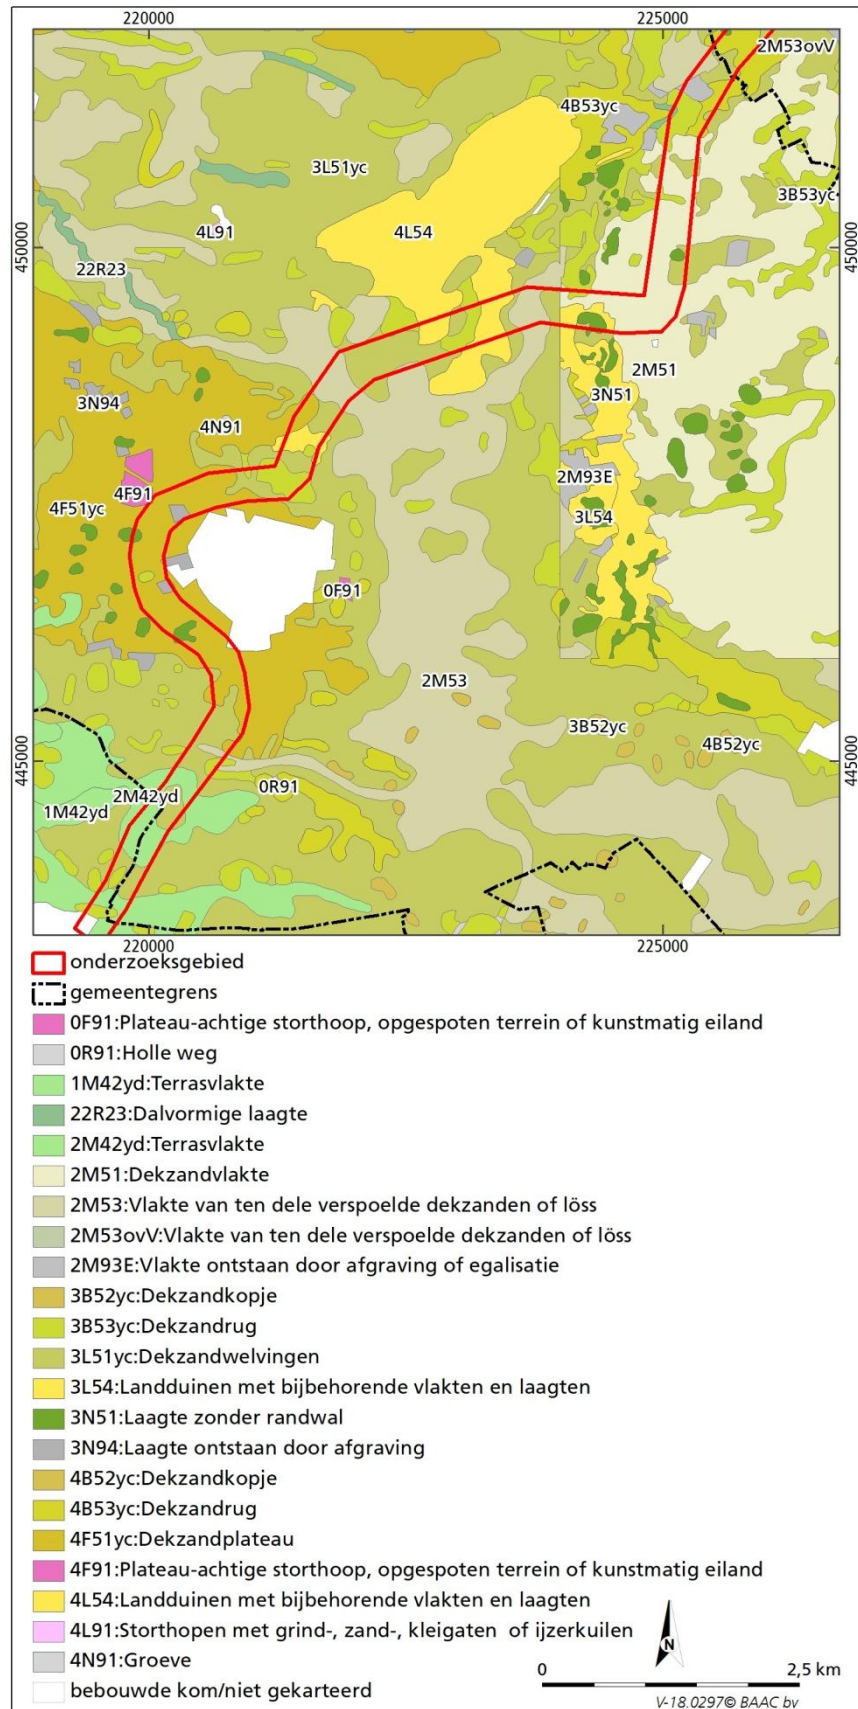 220000
225000
2M53ovV
4B53yc
3L51yc
3B53yc
450000
4L91
4L54
450000
22R23
2M51
3N51
3N94
4N91
2M93E
4F91
4F51yc
3L54
0F91
2M53
3B52yc
4B52yc
445000
0R91
2M42yd
1M42yd
445000
220000
225000
onderzoeksgebied
gemeentegrens
0F91:Plateau-achtige storthoop, opgespoten terrein of kunstmatig eiland
0R91:Holle weg
1M42yd:Terrasvlakte
22R23:Dalvormige laagte
2M42yd:Terrasvlakte
2M51:Dekzandvlakte
2M53:Vlakte van ten dele verspoelde dekzanden of löss
2M53ovV:Vlakte van ten dele verspoelde dekzanden of löss
2M93E:Vlakte ontstaan door afgraving of egalisatie
3B52yc:Dekzandkopje
3B53yc:Dekzandrug
3L51yc:Dekzandwelvingen
3L54:Landduinen met bijbehorende vlakten en laagten
3N51:Laagte zonder randwal
3N94:Laagte ontstaan door afgraving
4B52yc:Dekzandkopje
4B53yc:Dekzandrug
4F51yc:Dekzandplateau
4F91:Plateau-achtige storthoop, opgespoten terrein of kunstmatig eiland
4L54:Landduinen met bijbehorende vlakten en laagten
4L91:Storthopen met grind-, zand-, kleigaten of ijzerkuilen
4N91:Groeve
bebouwde kom/niet gekarteerd
N
0 2,5 km
V-18.0297© BAAC bv